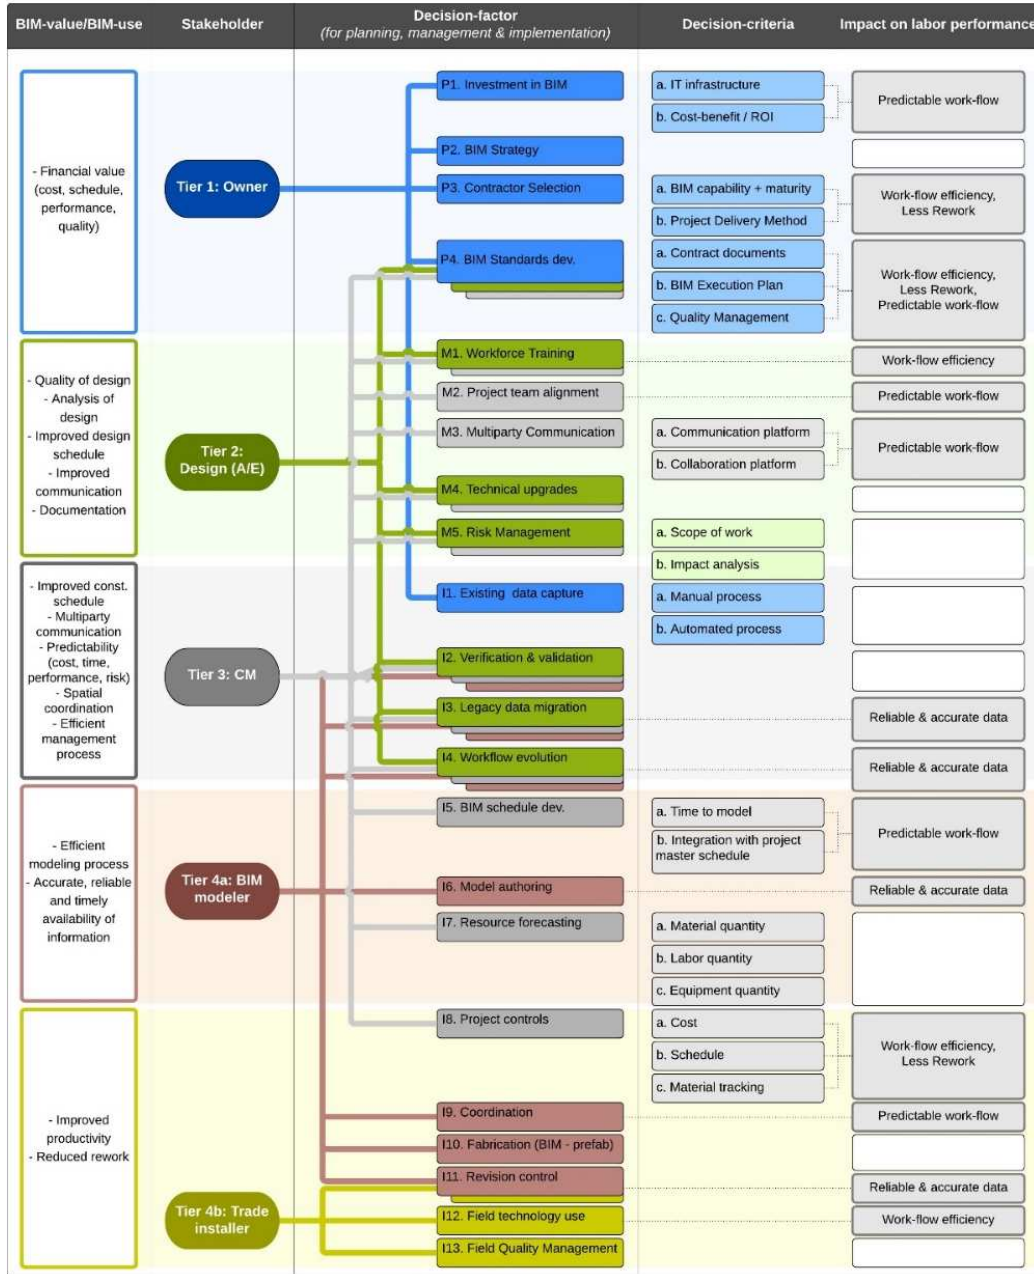 BIM-value/BIM-use
Stakeholder
Decision-factor
(for planning, management & implementation)
Decision-criteria
Impact on labor performance
- Financial value
(cost, schedule,
performance,
quality)
Tier 1: Owner
P1. Investment in BIM
a. IT infrastructure
b. Cost-benefit / ROI
Predictable work-flow
P2. BIM Strategy
P3. Contractor Selection
a. BIM capability + maturity
b. Project Delivery Method
Work-flow efficiency,
Less Rework
P4. BIM Standards dev.
a. Contract documents
b. BIM Execution Plan
c. Quality Management
Work-flow efficiency,
Less Rework,
Predictable work-flow
- Quality of design
- Analysis of
design
- Improved design
schedule
- Improved
communication
- Documentation
Tier 2:
Design (A/E)
M1. Workforce Training
Work-flow efficiency
M2. Project team alignment
Predictable work-flow
M3. Multiparty Communication
a. Communication platform
b. Collaboration platform
Predictable work-flow
M4. Technical upgrades
M5. Risk Management
a. Scope of work
b. Impact analysis
- Improved const.
schedule
- Multiparty
communication
- Predictability
(cost, time,
performance, risk)
- Spatial
coordination
- Efficient
management
process
Tier 3: CM
I1. Existing data capture
a. Manual process
b. Automated process
I2. Verification & validation
I3. Legacy data migration
Reliable & accurate data
I4. Workflow evolution
Reliable & accurate data
- Efficient
modeling process
- Accurate, reliable
and timely
availability of
information
Tier 4a: BIM
modeler
I5. BIM schedule dev.
a. Time to model
b. Integration with project
master schedule
Predictable work-flow
I6. Model authoring
Reliable & accurate data
I7. Resource forecasting
a. Material quantity
b. Labor quantity
c. Equipment quantity
- Improved
productivity
- Reduced rework
Tier 4b: Trade
installer
I8. Project controls
a. Cost
b. Schedule
c. Material tracking
Work-flow efficiency,
Less Rework
I9. Coordination
Predictable work-flow
I10. Fabrication (BIM - prefab)
I11. Revision control
Reliable & accurate data
I12. Field technology use
Work-flow efficiency
I13. Field Quality Management